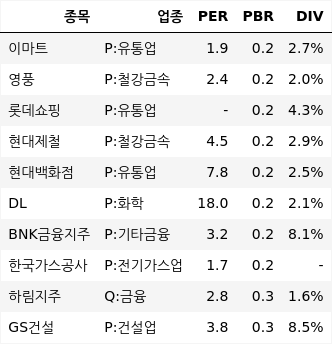 종목 업종 PER PBR DIV
이마트 P:유통업 1.9 0.2 2.7%
영풍 P:철강금속 2.4 0.2 2.0%
롯데쇼핑 P:유통업 - 0.2 4.3%
현대제철 P:철강금속 4.5 0.2 2.9%
현대백화점 P:유통업 7.8 0.2 2.5%
DL P:화학 18.0 0.2 2.1%
BNK금융지주 P:기타금융 3.2 0.2 8.1%
한국가스공사 P:전기가스업 1.7 0.2 -
하림지주 Q:금융 2.8 0.3 1.6%
GS건설 P:건설업 3.8 0.3 8.5%